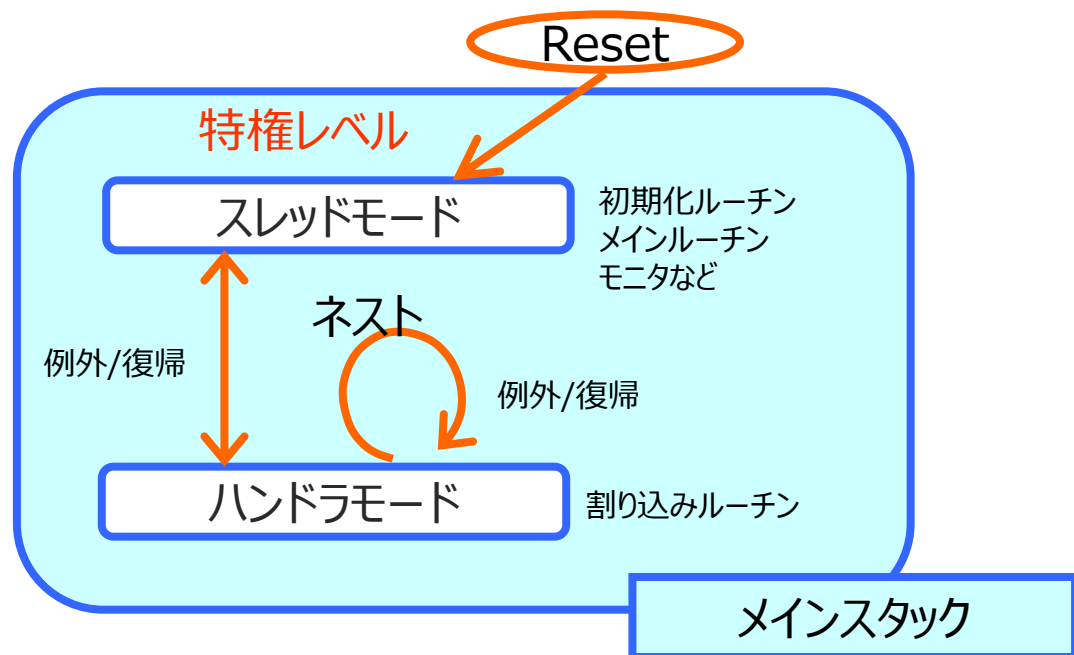 Reset
特権レベル
スレッドモード
初期化ルーチン
メインルーチン
モニタなど
ネスト
例外/復帰
例外/復帰
ハンドラモード
割り込みルーチン
メインスタック